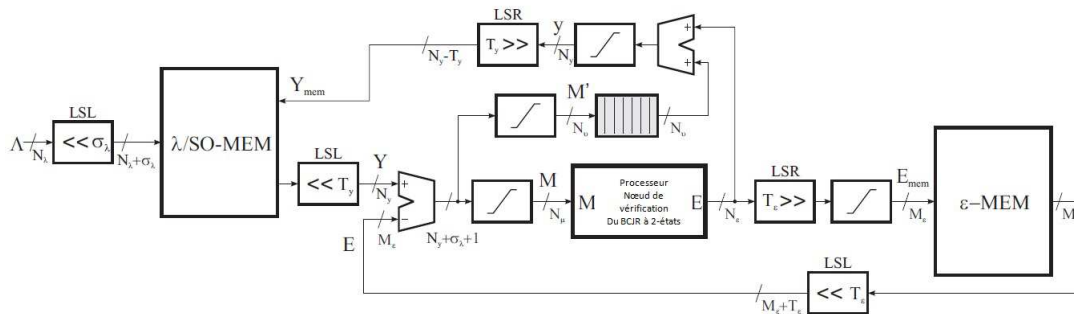 LSR
T_y >>
N_y-T_y
y
N_y
+
+
Y_mem
M'
N_υ
N_υ
Λ
N_λ
LSL
<< σ_λ
N_λ+σ_λ
λ/SO-MEM
LSL
<< T_y
Y
N_y
+
−
E
M_ε
N_y+σ_λ+1
M
N_μ
M
Processeur
Nœud de
vérification
Du BCJR à 2-états
E
N_ε
LSR
T_ε >>
E_mem
M_ε
ε−MEM
LSL
<< T_ε
M_ε+T_ε